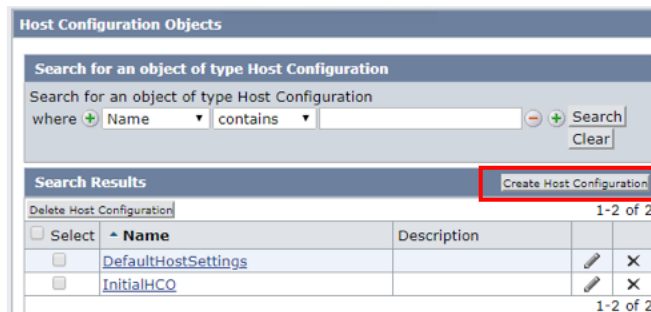 Host Configuration Objects
Search for an object of type Host Configuration
Search for an object of type Host Configuration
where Name contains Search
Clear
Search Results Create Host Configuration
Delete Host Configuration 1-2 of 2
Select Name Description
DefaultHostSettings
InitialHCO
1-2 of 2